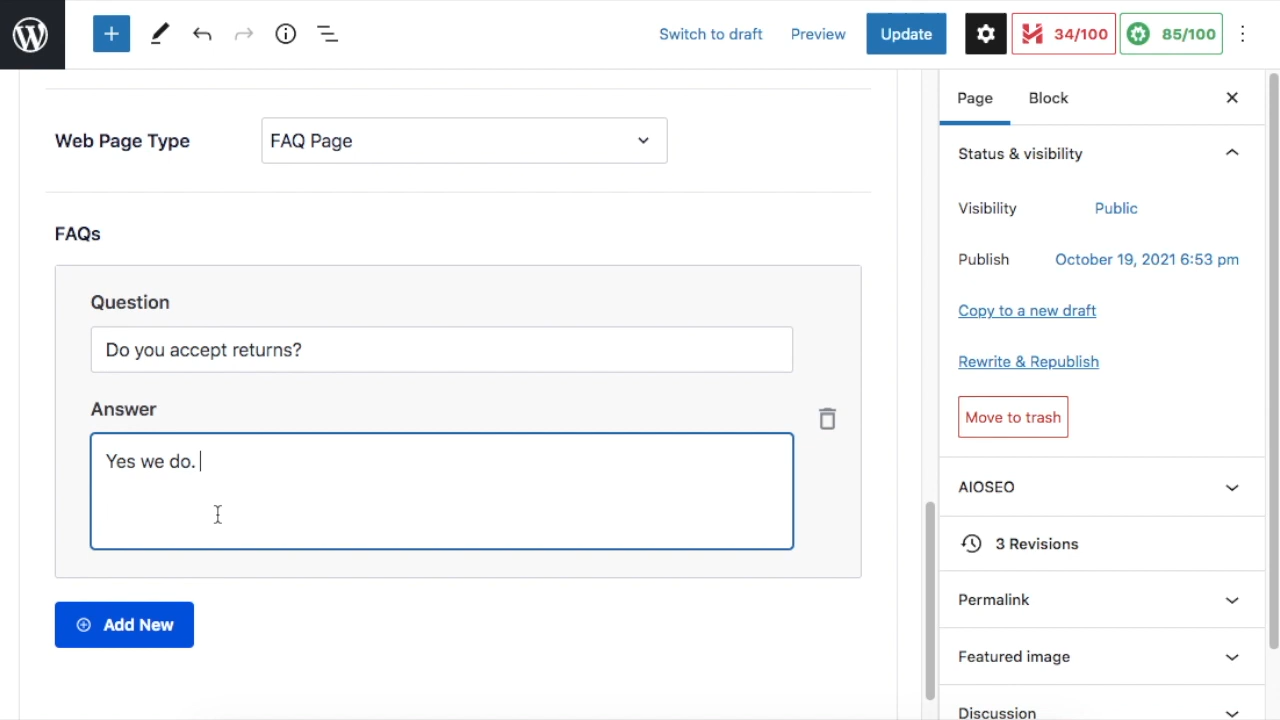 Switch to draft Preview Update 34/100 85/100
Page Block
Web Page Type FAQ Page
Status & visibility
Visibility Public
FAQs
Publish October 19, 2021 6:53 pm
Question
Copy to a new draft
Do you accept returns?
Rewrite & Republish
Answer
Move to trash
Yes we do.
AIOSEO
3 Revisions
Permalink
Add New
Featured image
Discussion